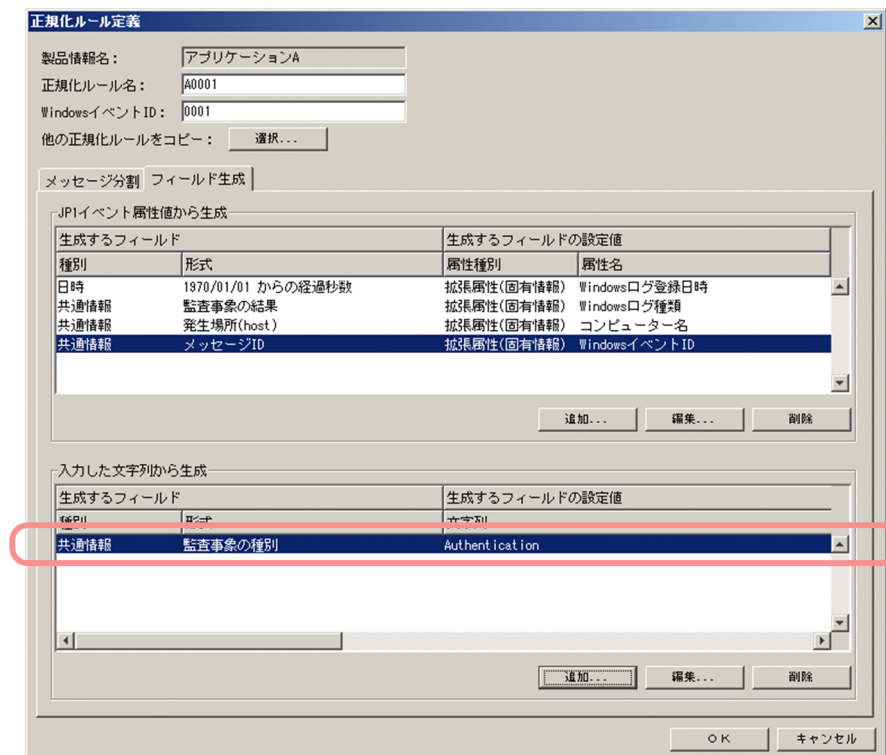 正規化ルール定義
製品情報名： アプリケーションA
正規化ルール名： A0001
WindowsイベントID： 0001
他の正規化ルールをコピー： 選択...
メッセージ分割 フィールド生成
JP1イベント属性値から生成
生成するフィールド 生成するフィールドの設定値
種別 形式 属性種別 属性名
日時 1970/01/01 からの経過秒数 拡張属性(固有情報) Windowsログ登録日時
共通情報 監査事象の結果 拡張属性(固有情報) Windowsログ種類
共通情報 発生場所(host) 拡張属性(固有情報) コンピューター名
共通情報 メッセージID 拡張属性(固有情報) WindowsイベントID
追加... 編集... 削除
入力した文字列から生成
生成するフィールド 生成するフィールドの設定値
種別 形式 文字列
共通情報 監査事象の種別 Authentication
追加... 編集... 削除
OK キャンセル